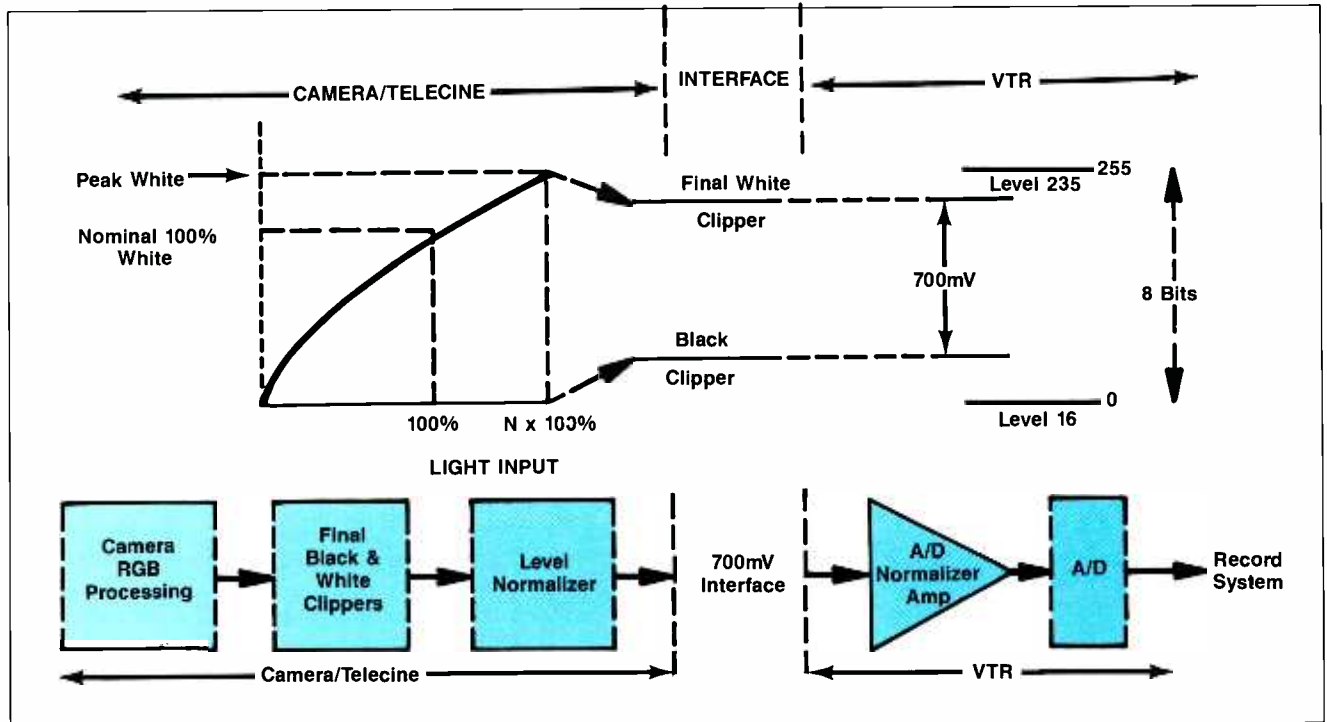 INTERFACE
CAMERA/TELECINE
VTR
Peak White
Final White
Clipper
255
Level 235
Nominal 100%
White
700mV
8 Bits
Black
Clipper
0
Level 16
100%
N x 100%
LIGHT INPUT
Camera
RGB
Processing
Final
Black &
White
Clippers
Level
Normalizer
700mV
Interface
A/D
Normalizer
Amp
A/D
Record
System
Camera/Telecine
VTR